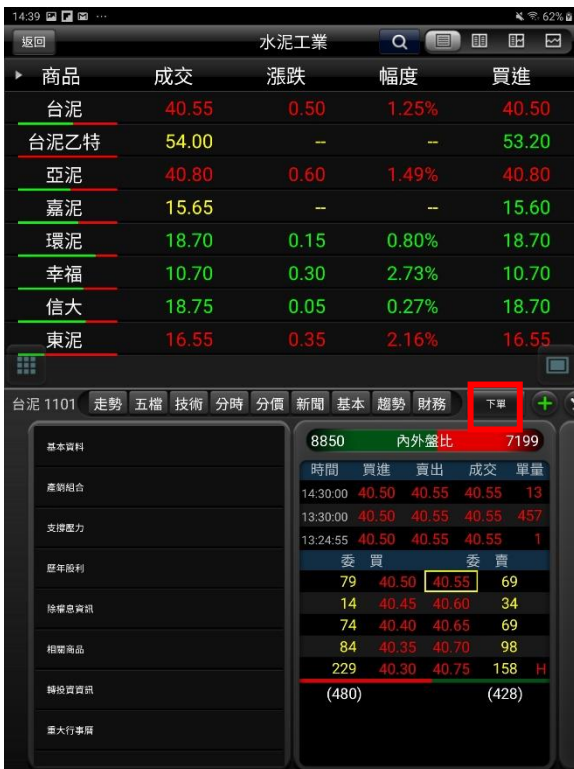 14:39 62%
返回 水泥工業
商品 成交 漲跌 幅度 買進
台泥 40.55 0.50 1.25% 40.50
台泥乙特 54.00 -- -- 53.20
亞泥 40.80 0.60 1.49% 40.80
嘉泥 15.65 -- -- 15.60
環泥 18.70 0.15 0.80% 18.70
幸福 10.70 0.30 2.73% 10.70
信大 18.75 0.05 0.27% 18.70
東泥 16.55 0.35 2.16% 16.55
台泥 1101 走勢 五檔 技術 分時 分價 新聞 基本 趨勢 財務 下單
基本資料
產銷組合
支撐壓力
歷年股利
除權息資訊
相關商品
轉投資資訊
重大行事曆
8850 內外盤比 7199
時間 買進 賣出 成交 單量
14:30:00 40.50 40.55 40.55 13
13:30:00 40.50 40.55 40.55 457
13:24:55 40.50 40.55 40.55 1
委 買 委 賣
79 40.50 40.55 69
14 40.45 40.60 34
74 40.40 40.65 69
84 40.35 40.70 98
229 40.30 40.75 158 H
(480) (428)